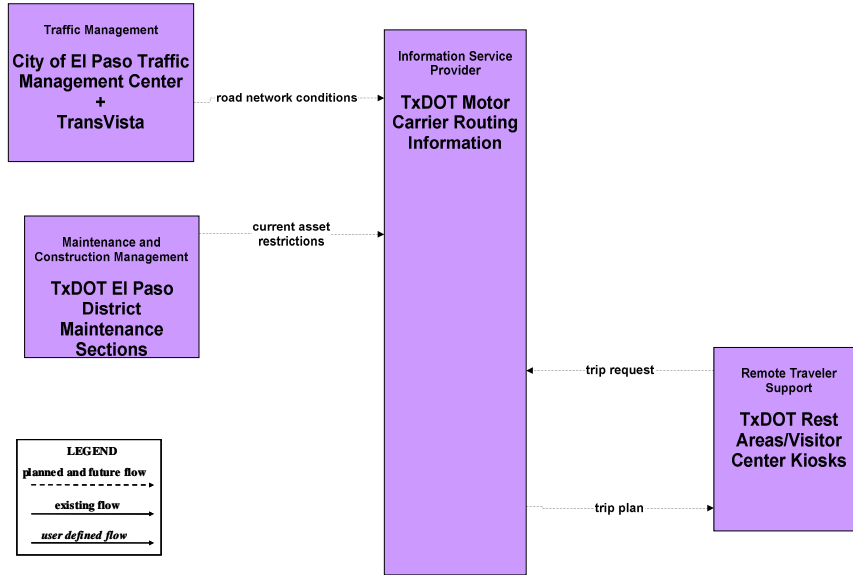 Traffic Management
City of El Paso Traffic
Management Center
+
TransVista
road network conditions
Information Service
Provider
TxDOT Motor
Carrier Routing
Information
current asset
restrictions
Maintenance and
Construction Management
TxDOT El Paso
District
Maintenance
Sections
trip request
Remote Traveler
Support
TxDOT Rest
Areas/Visitor
Center Kiosks
trip plan
LEGEND
planned and future flow
existing flow
user defined flow